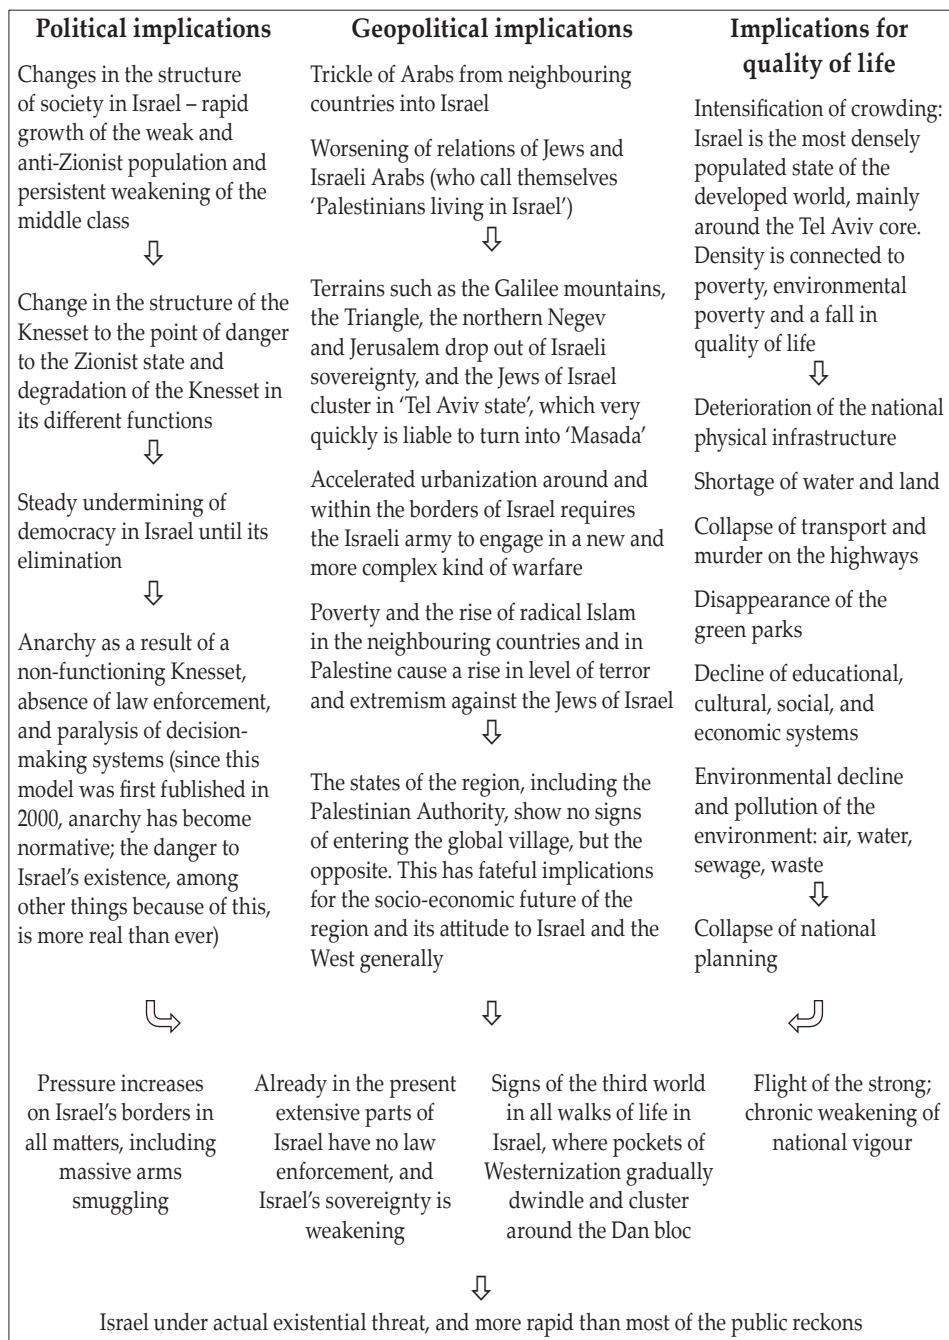 Political implications
Changes in the structure
of society in Israel – rapid
growth of the weak and
anti-Zionist population and
persistent weakening of the
middle class
Change in the structure of the
Knesset to the point of danger
to the Zionist state and
degradation of the Knesset in
its different functions
Steady undermining of
democracy in Israel until its
elimination
Anarchy as a result of a
non-functioning Knesset,
absence of law enforcement,
and paralysis of decision-
making systems (since this
model was first fublished in
2000, anarchy has become
normative; the danger to
Israel's existence, among
other things because of this,
is more real than ever)
Geopolitical implications
Trickle of Arabs from neighbouring
countries into Israel
Worsening of relations of Jews and
Israeli Arabs (who call themselves
‘Palestinians living in Israel’)
Terrains such as the Galilee mountains,
the Triangle, the northern Negev
and Jerusalem drop out of Israeli
sovereignty, and the Jews of Israel
cluster in ‘Tel Aviv state’, which very
quickly is liable to turn into ‘Masada’
Accelerated urbanization around and
within the borders of Israel requires
the Israeli army to engage in a new and
more complex kind of warfare
Poverty and the rise of radical Islam
in the neighbouring countries and in
Palestine cause a rise in level of terror
and extremism against the Jews of Israel
The states of the region, including the
Palestinian Authority, show no signs
of entering the global village, but the
opposite. This has fateful implications
for the socio-economic future of the
region and its attitude to Israel and the
West generally
Implications for
quality of life
Intensification of crowding:
Israel is the most densely
populated state of the
developed world, mainly
around the Tel Aviv core.
Density is connected to
poverty, environmental
poverty and a fall in
quality of life
Deterioration of the national
physical infrastructure
Shortage of water and land
Collapse of transport and
murder on the highways
Disappearance of the
green parks
Decline of educational,
cultural, social, and
economic systems
Environmental decline
and pollution of the
environment: air, water,
sewage, waste
Collapse of national
planning
Pressure increases
on Israel's borders in
all matters, including
massive arms
smuggling
Already in the present
extensive parts of
Israel have no law
enforcement, and
Israel's sovereignty is
weakening
Signs of the third world
in all walks of life in
Israel, where pockets of
Westernization gradually
dwindle and cluster
around the Dan bloc
Flight of the strong;
chronic weakening of
national vigour
Israel under actual existential threat, and more rapid than most of the public reckons